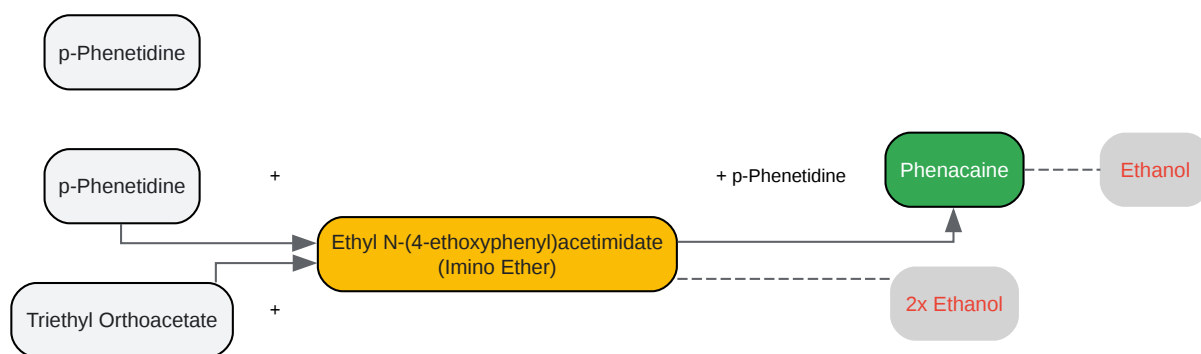 p-Phenetidine
p-Phenetidine
+
+ p-Phenetidine
Phenacaine
Ethanol
Ethyl N-(4-ethoxyphenyl)acetimidate
(Imino Ether)
Triethyl Orthoacetate
+
2x Ethanol